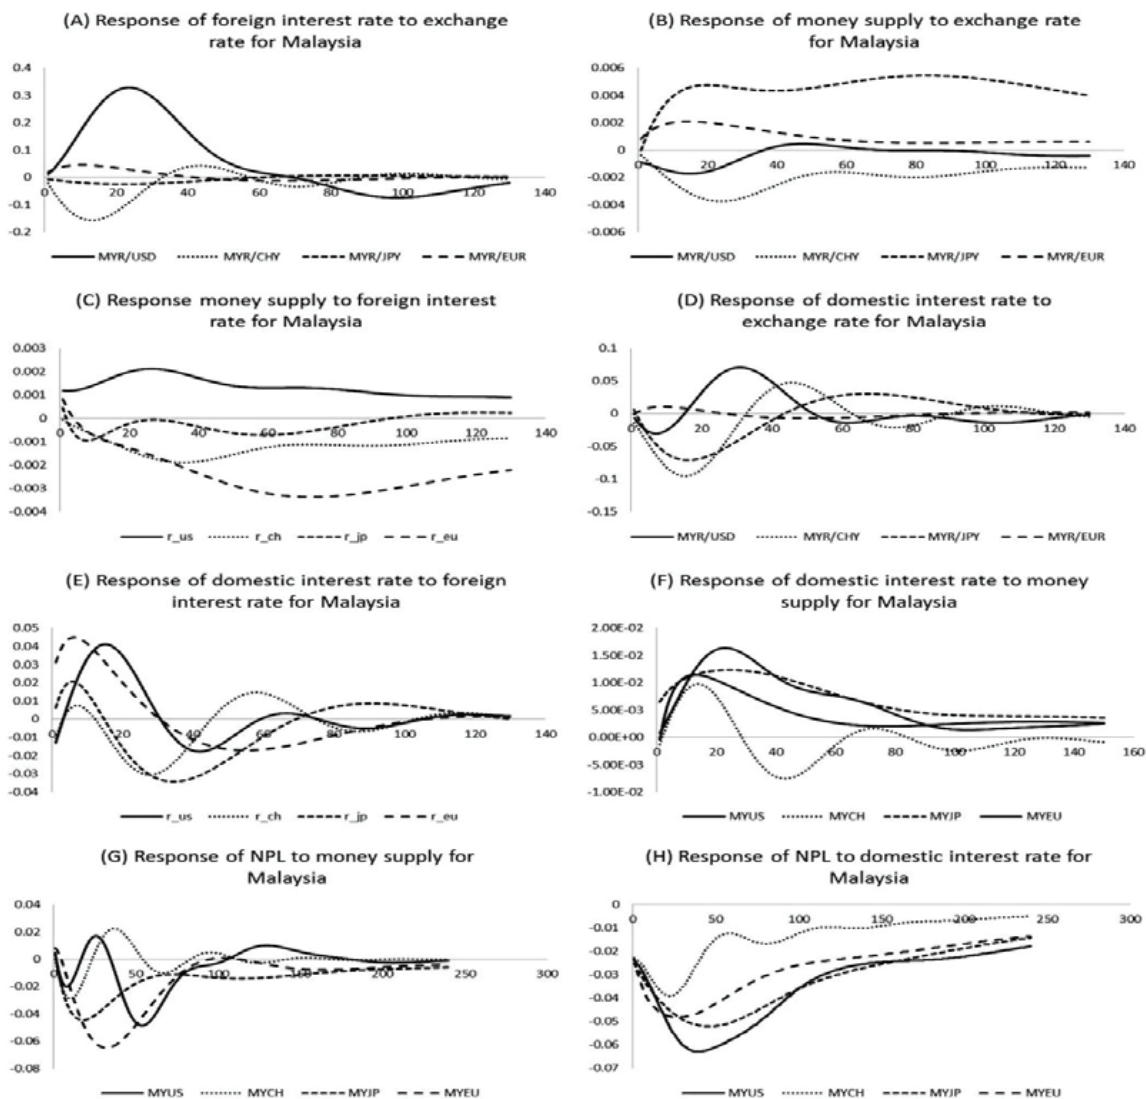 (A) Response of foreign interest rate to exchange
rate for Malaysia
0.4
0.3
0.2
0.1
0
-0.1
-0.2
0 20 40 60 80 100 120 140
MYR/USD MYR/CHY MYR/JPY MYR/EUR
(B) Response of money supply to exchange rate
for Malaysia
0.006
0.004
0.002
0
-0.002
-0.004
-0.006
0 20 40 60 80 100 120 140
MYR/USD MYR/CHY MYR/JPY MYR/EUR
(C) Response money supply to foreign interest
rate for Malaysia
0.003
0.002
0.001
0
-0.001
-0.002
-0.003
-0.004
0 20 40 60 80 100 120 140
r_us r_ch r_jp r_eu
(D) Response of domestic interest rate to
exchange rate for Malaysia
0.1
0.05
0
-0.05
-0.1
-0.15
0 20 40 60 80 100 120 140
MYR/USD MYR/CHY MYR/JPY MYR/EUR
(E) Response of domestic interest rate to foreign
interest rate for Malaysia
0.05
0.04
0.03
0.02
0.01
0
-0.01
-0.02
-0.03
-0.04
0 20 40 60 80 100 120 140
r_us r_ch r_jp r_eu
(F) Response of domestic interest rate to money
supply for Malaysia
2.00E-02
1.50E-02
1.00E-02
5.00E-03
0.00E+00
-5.00E-03
-1.00E-02
0 20 40 60 80 100 120 140 160
MYUS MYCH MYJP MYEU
(G) Response of NPL to money supply for
Malaysia
0.04
0.02
0
-0.02
-0.04
-0.06
-0.08
0 50 100 150 200 250 300
MYUS MYCH MYJP MYEU
(H) Response of NPL to domestic interest rate for
Malaysia
0
-0.01
-0.02
-0.03
-0.04
-0.05
-0.06
-0.07
0 50 100 150 200 250 300
MYUS MYCH MYJP MYEU